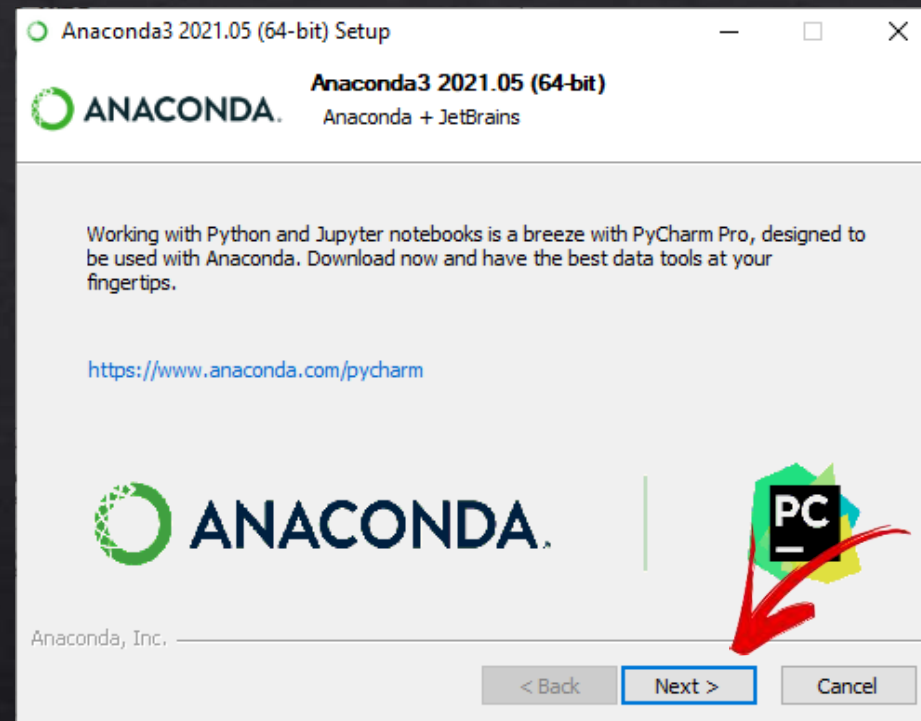 Anaconda3 2021.05 (64-bit) Setup
ANACONDA.
Anaconda3 2021.05 (64-bit)
Anaconda + JetBrains
Working with Python and Jupyter notebooks is a breeze with PyCharm Pro, designed to
be used with Anaconda. Download now and have the best data tools at your
fingertips.
https://www.anaconda.com/pycharm
ANACONDA.
PC
Anaconda, Inc.
< Back
Next >
Cancel